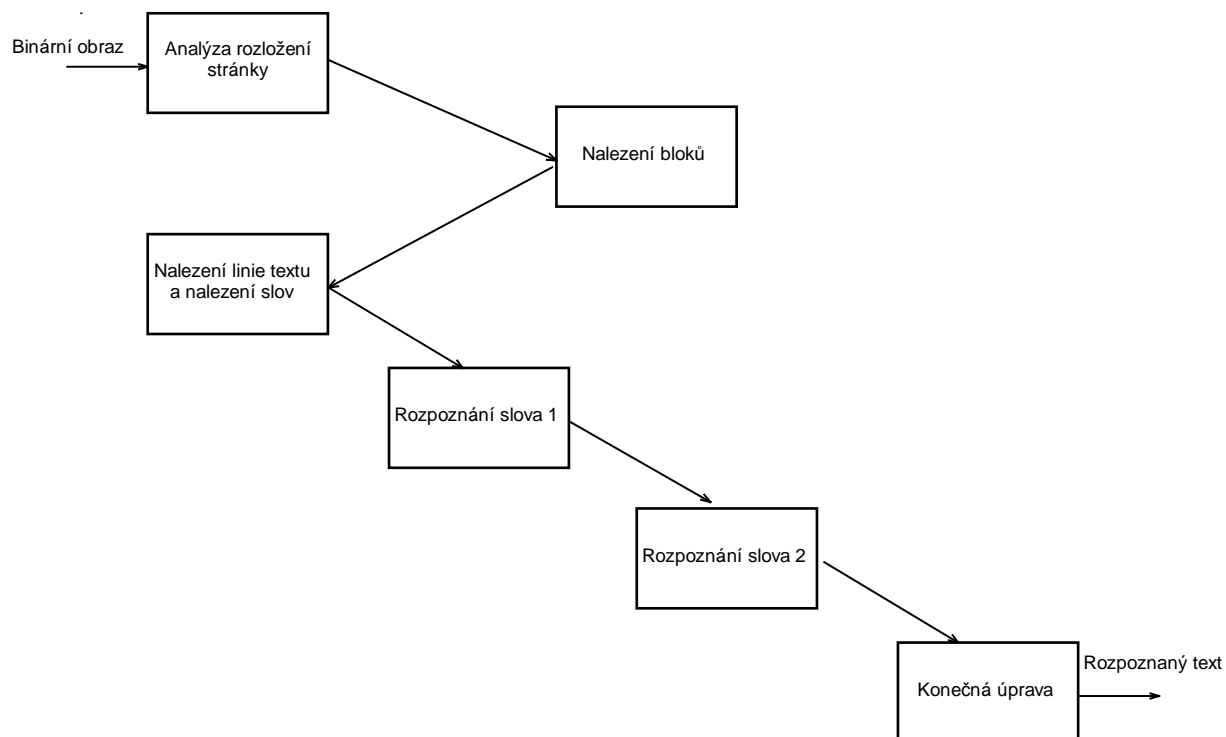 Binární obraz
Analýza rozložení
stránky
Nalezení bloků
Nalezení linie textu
a nalezení slov
Rozpoznání slova 1
Rozpoznání slova 2
Konečná úprava
Rozpoznaný text